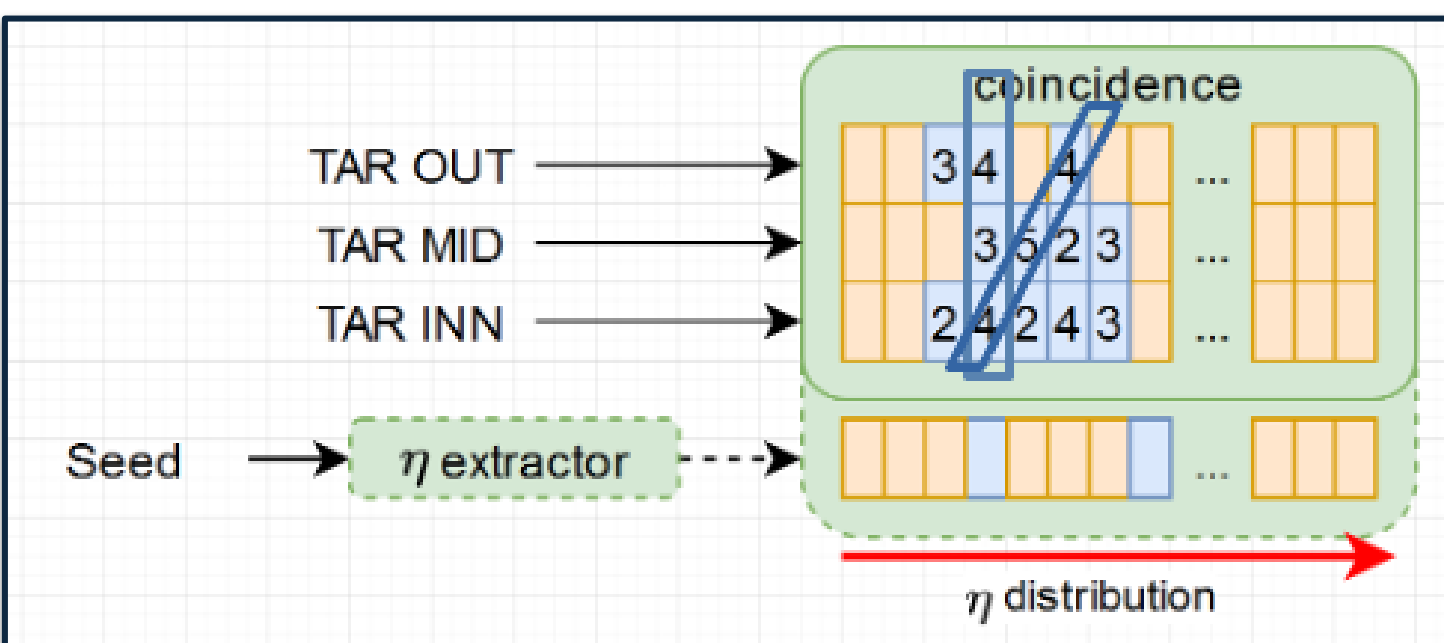 coincidence
TAR OUT 3 4 4 ...
TAR MID 3 5 2 3 ...
TAR INN 2 4 2 4 3 ...
Seed η extractor ...
η distribution